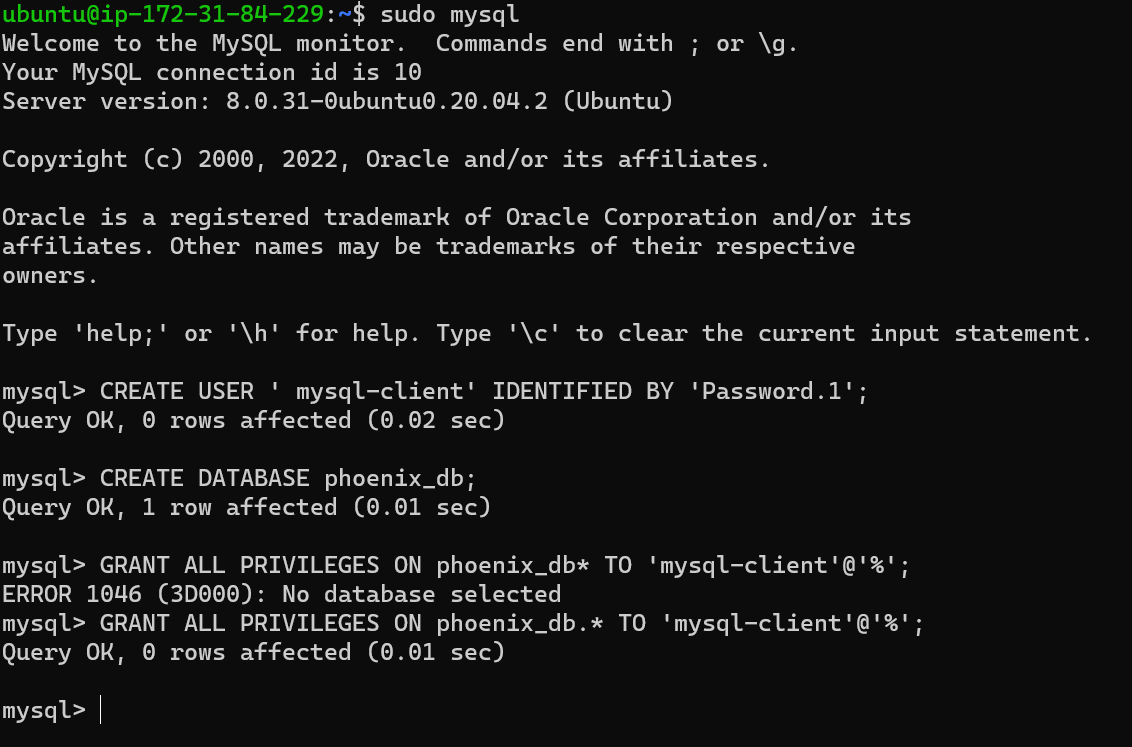 ubuntu@ip-172-31-84-229:~$ sudo mysql
Welcome to the MySQL monitor.  Commands end with ; or \g.
Your MySQL connection id is 10
Server version: 8.0.31-0ubuntu0.20.04.2 (Ubuntu)
Copyright (c) 2000, 2022, Oracle and/or its affiliates.
Oracle is a registered trademark of Oracle Corporation and/or its
affiliates. Other names may be trademarks of their respective
owners.
Type 'help;' or '\h' for help. Type '\c' to clear the current input statement.
mysql> CREATE USER ' mysql-client' IDENTIFIED BY 'Password.1';
Query OK, 0 rows affected (0.02 sec)
mysql> CREATE DATABASE phoenix_db;
Query OK, 1 row affected (0.01 sec)
mysql> GRANT ALL PRIVILEGES ON phoenix_db* TO 'mysql-client'@'%';
ERROR 1046 (3D000): No database selected
mysql> GRANT ALL PRIVILEGES ON phoenix_db.* TO 'mysql-client'@'%';
Query OK, 0 rows affected (0.01 sec)
mysql>